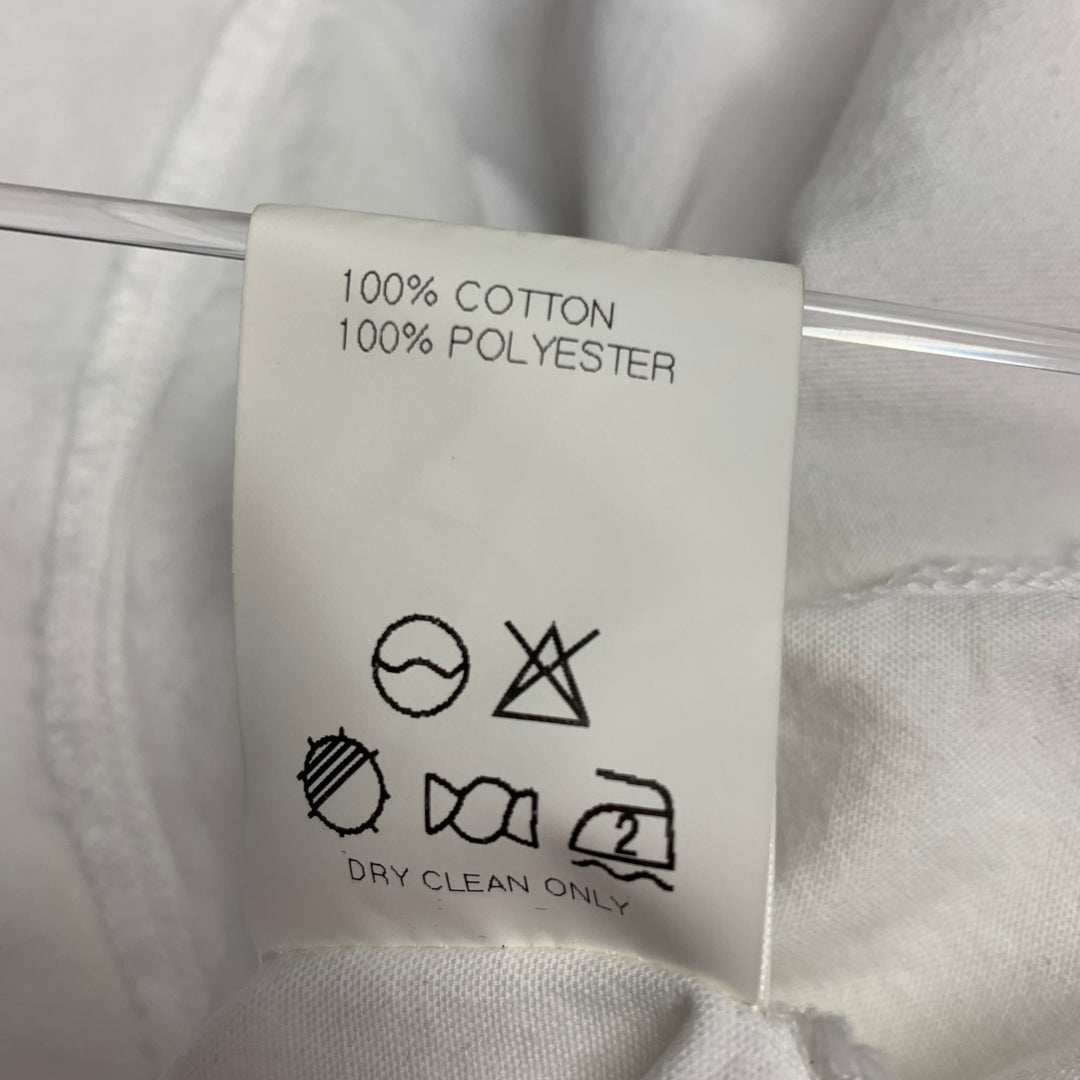 100% COTTON
100% POLYESTER
2
DRY CLEAN ONLY